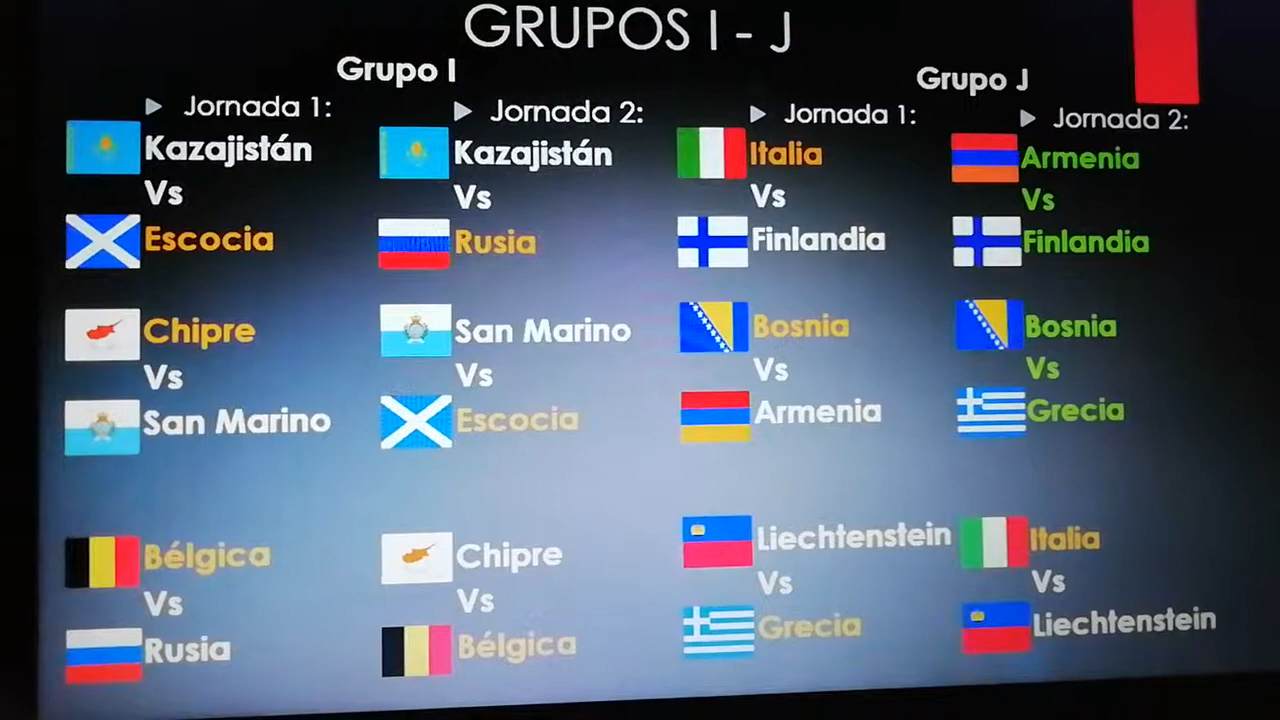 GRUPOS I - J
Grupo I
Jornada 1:
Kazajistán
Vs
Escocia
Chipre
Vs
San Marino
Bélgica
Vs
Rusia
Jornada 2:
Kazajistán
Vs
Rusia
San Marino
Vs
Escocia
Chipre
Vs
Bélgica
Grupo J
Jornada 1:
Italia
Vs
Finlandia
Bosnia
Vs
Armenia
Liechtenstein
Vs
Grecia
Jornada 2:
Armenia
Vs
Finlandia
Bosnia
Vs
Grecia
Italia
Vs
Liechtenstein